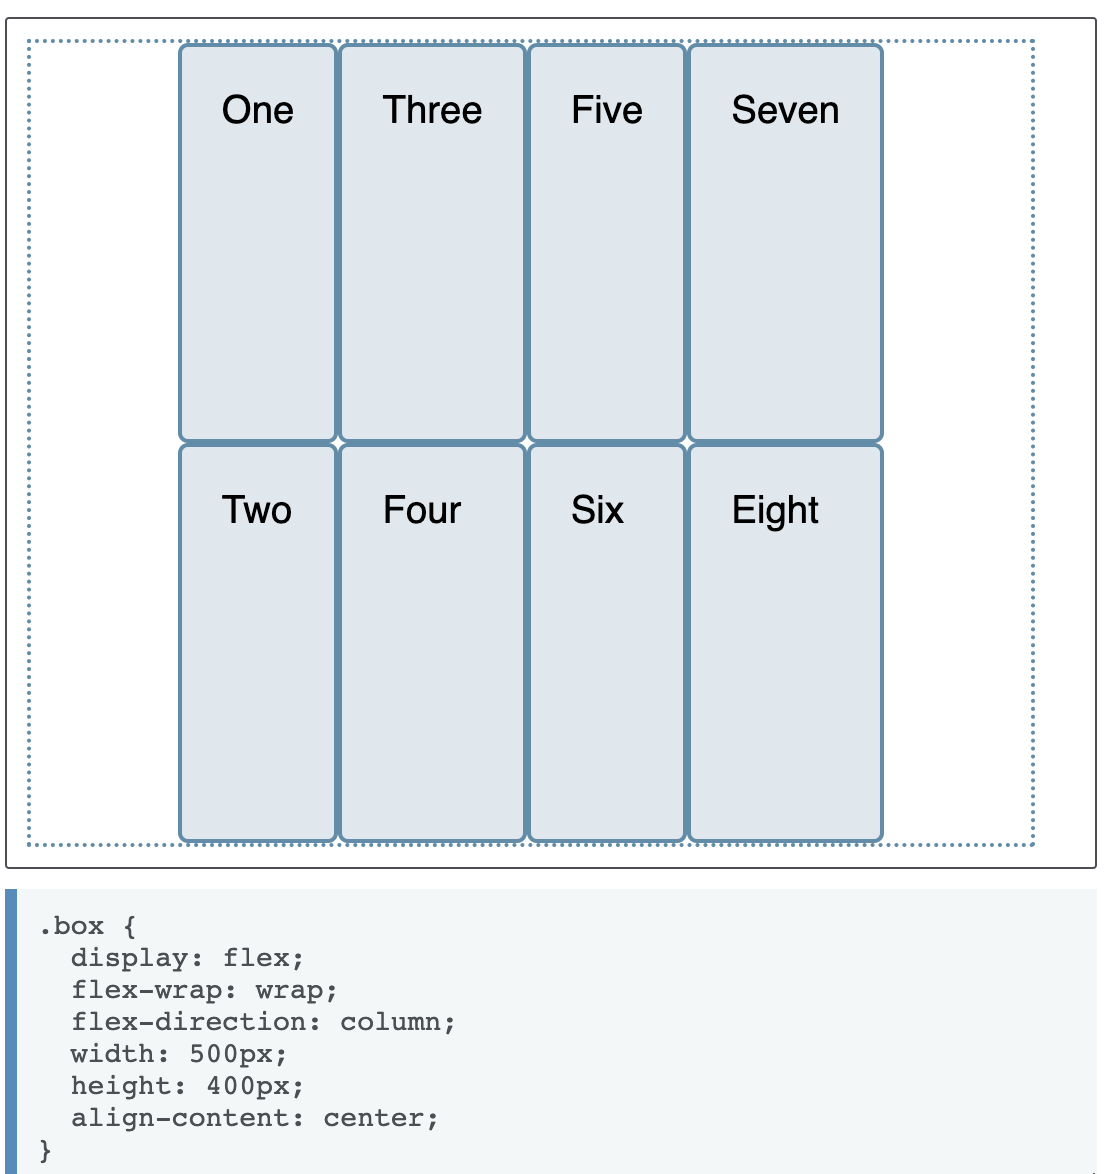 One Three Five Seven
Two Four Six Eight
.box {
  display: flex;
  flex-wrap: wrap;
  flex-direction: column;
  width: 500px;
  height: 400px;
  align-content: center;
}